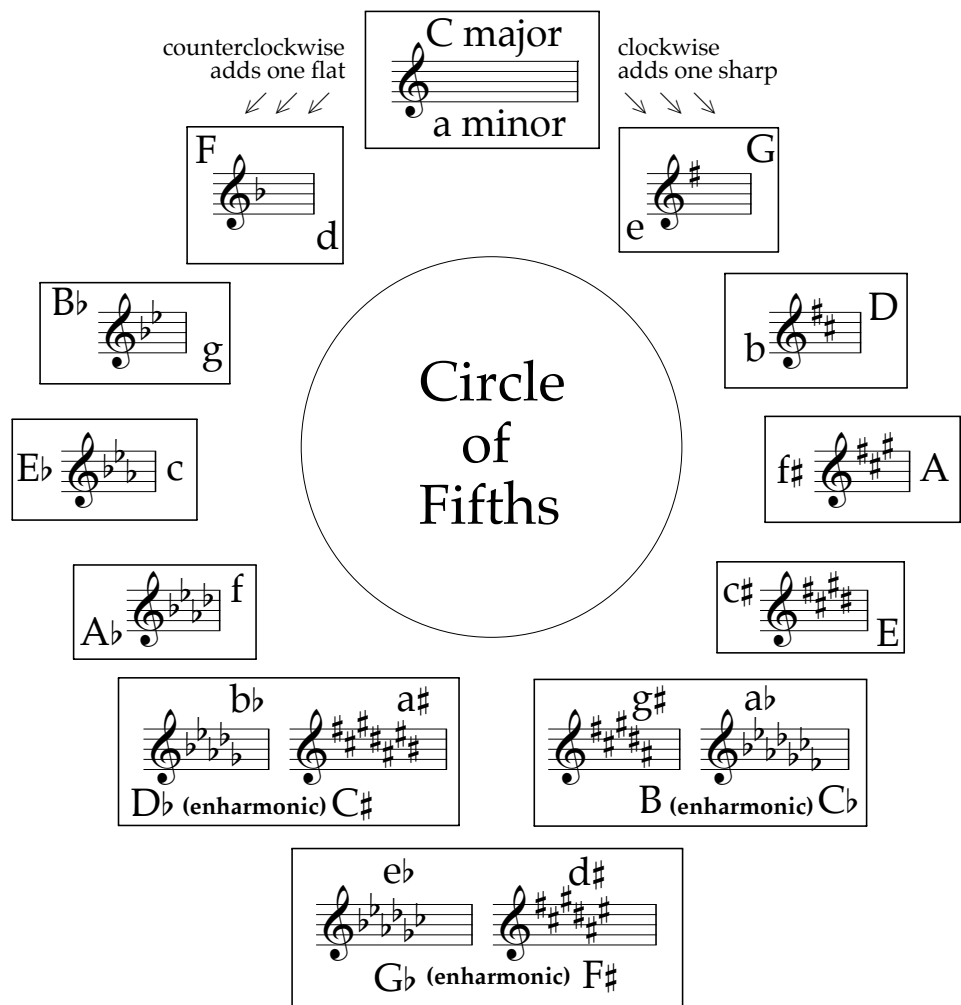 C major
a minor
counterclockwise
adds one flat
clockwise
adds one sharp
F
d
G
e
B♭
g
D
b
Circle
of
Fifths
E♭ c
f♯ A
A♭
f
c♯
E
b♭ a♯
D♭ (enharmonic) C♯
g♯ a♭
B (enharmonic) C♭
e♭ d♯
G♭ (enharmonic) F♯